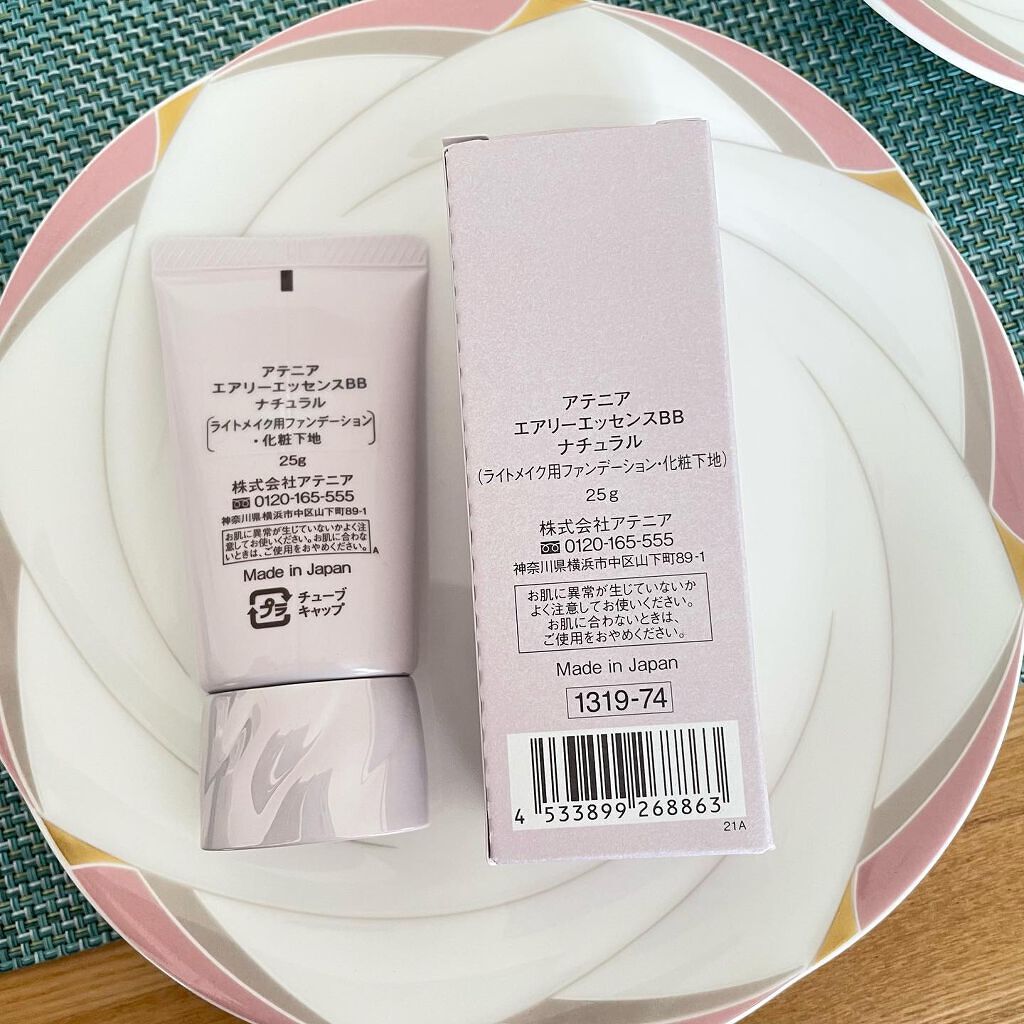 アテニア
エアリーエッセンスBB
ナチュラル
ライトメイク用ファンデーション
・化粧下地
25g
株式会社アテニア
0120-165-555
神奈川県横浜市中区山下町89-1
お肌に異常が生じていないかよく注
意してお使いください。お肌に合わな
いときは、ご使用をおやめください。
A
Made in Japan
プラ
チューブ
キャップ
アテニア
エアリーエッセンスBB
ナチュラル
(ライトメイク用ファンデーション・化粧下地)
25g
株式会社アテニア
0120-165-555
神奈川県横浜市中区山下町89-1
お肌に異常が生じていないか
よく注意してお使いください。
お肌に合わないときは、
ご使用をおやめください。
Made in Japan
1319-74
4 533899 268863
21A